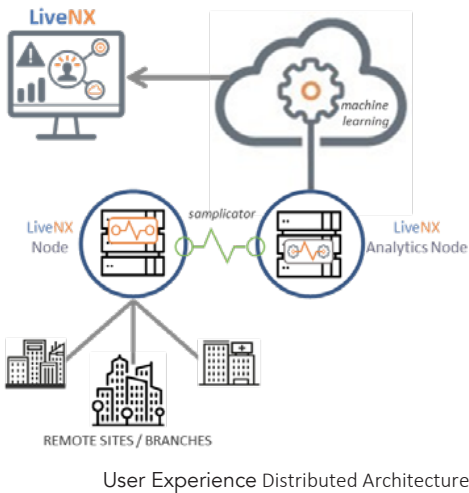 LiveNX
machine
learning
samplicator
LiveNX
Node
LiveNX
Analytics Node
REMOTE SITES / BRANCHES
User Experience Distributed Architecture